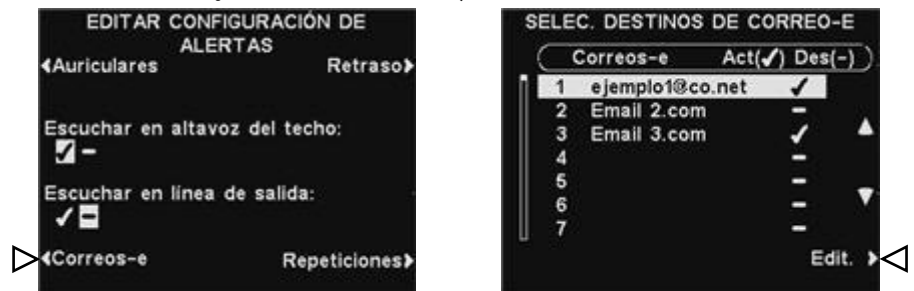 EDITAR CONFIGURACIÓN DE
ALERTAS
Auriculares Retraso
Escuchar en altavoz del techo:
✓ –
Escuchar en línea de salida:
✓ –
Correos-e Repeticiones
SELEC. DESTINOS DE CORREO-E
Correos-e Act(✓) Des(-)
1 ejemplo1@co.net ✓
2 Email 2.com –
3 Email 3.com ✓
4 –
5 –
6 –
7 –
Edit.